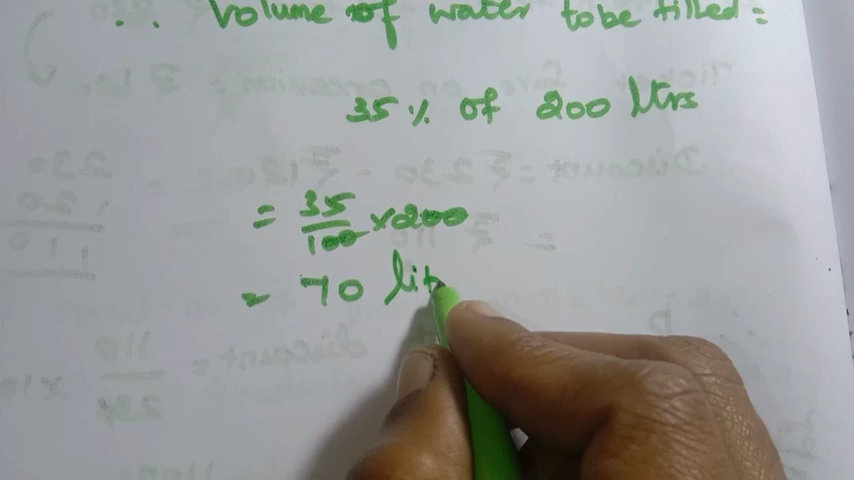 ∴ Volume of water to be filled =
35% of 200 ltrs
= 35/100 × 200
= 70 lit